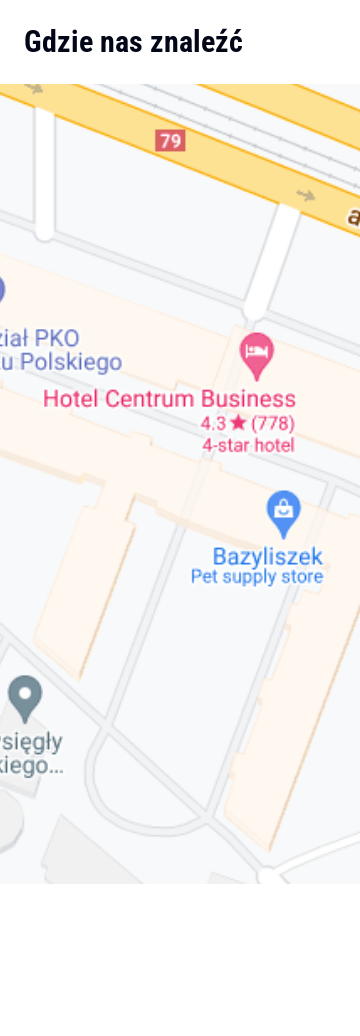 Gdzie nas znaleźć
79
a
ział PKO
u Polskiego
Hotel Centrum Business
4.3★(778)
4-star hotel
Bazyliszek
Pet supply store
sięgły
kiego...